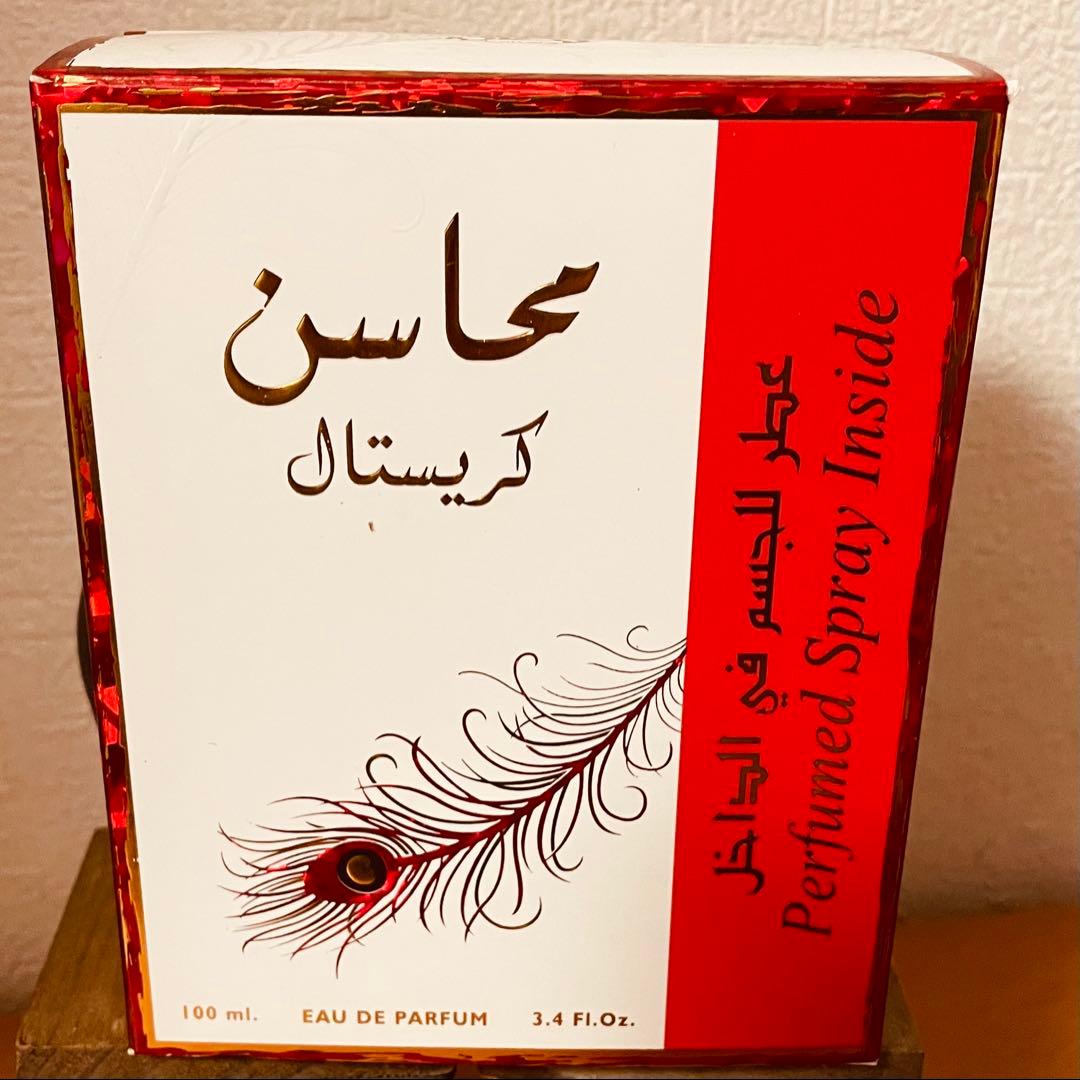 محاسن
كريستال
عطر للجسم في الداخل
Perfumed Spray Inside
100 ml. EAU DE PARFUM 3.4 Fl.Oz.